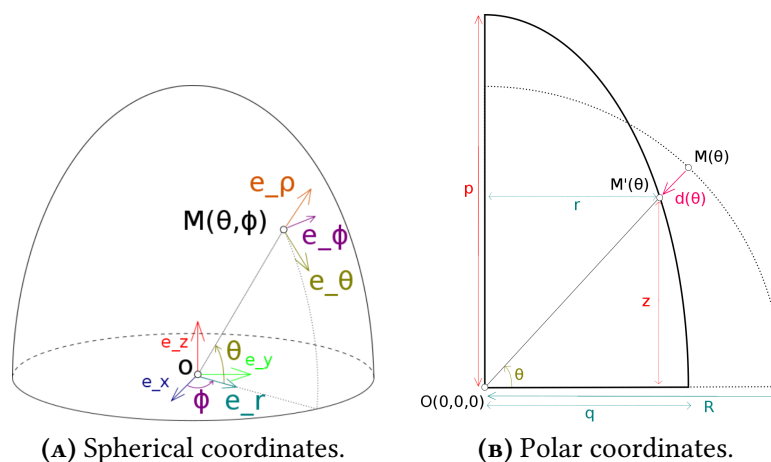 e_ρ
M(θ,ϕ)
e_ϕ
e_θ
e_z
θ
e_y
o
e_x
ϕ
e_r
(A) Spherical coordinates.
p
M(θ)
M'(θ)
d(θ)
r
z
θ
O(0,0,0)
q
R
(B) Polar coordinates.